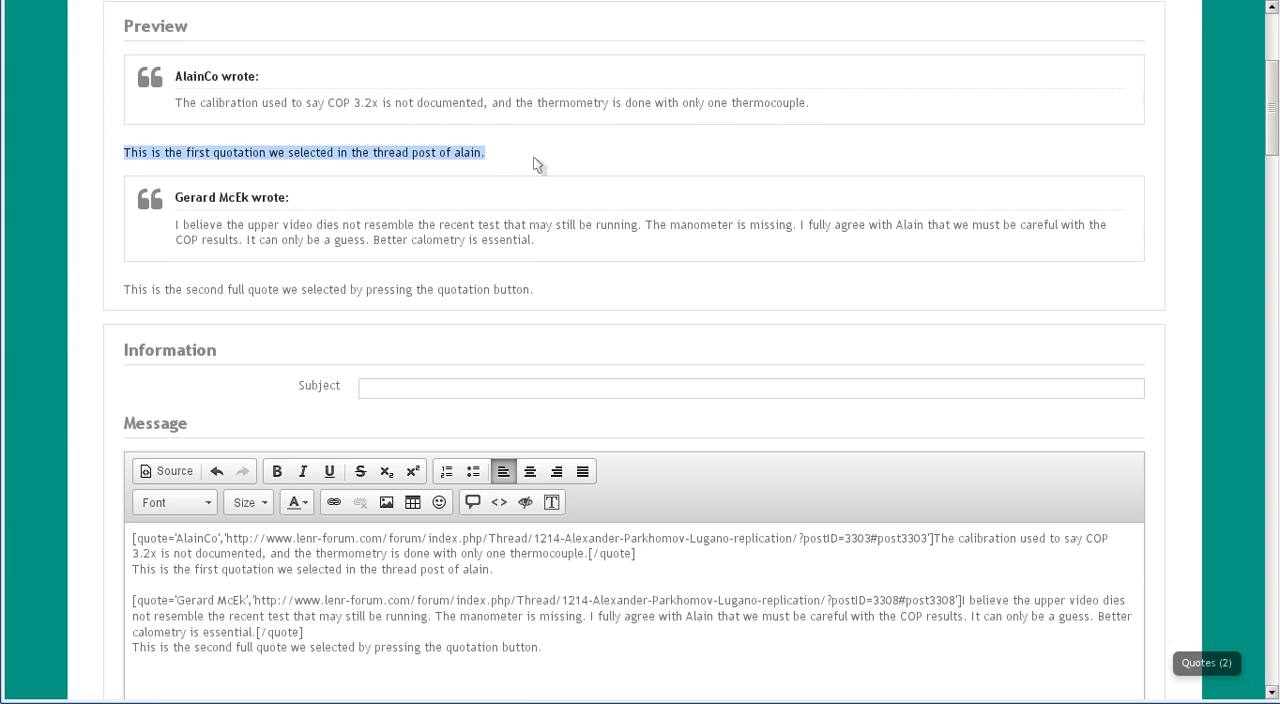 Preview
AlainCo wrote:
The calibration used to say COP 3.2x is not documented, and the thermometry is done with only one thermocouple.
This is the first quotation we selected in the thread post of alain.
Gerard McEk wrote:
I believe the upper video dies not resemble the recent test that may still be running. The manometer is missing. I fully agree with Alain that we must be careful with the
COP results. It can only be a guess. Better calometry is essential.
This is the second full quote we selected by pressing the quotation button.
Information
Subject
Message
Source
B I U S x₂ x²
Font Size A
[quote='AlainCo','http://www.lenr-forum.com/forum/index.php/Thread/1214-Alexander-Parkhomov-Lugano-replication/?postID=3303#post3303']The calibration used to say COP
3.2x is not documented, and the thermometry is done with only one thermocouple.[/quote]
This is the first quotation we selected in the thread post of alain.
[quote='Gerard McEk','http://www.lenr-forum.com/forum/index.php/Thread/1214-Alexander-Parkhomov-Lugano-replication/?postID=3308#post3308']I believe the upper video dies
not resemble the recent test that may still be running. The manometer is missing. I fully agree with Alain that we must be careful with the COP results. It can only be a guess. Better
calometry is essential.[/quote]
This is the second full quote we selected by pressing the quotation button.
Quotes (2)